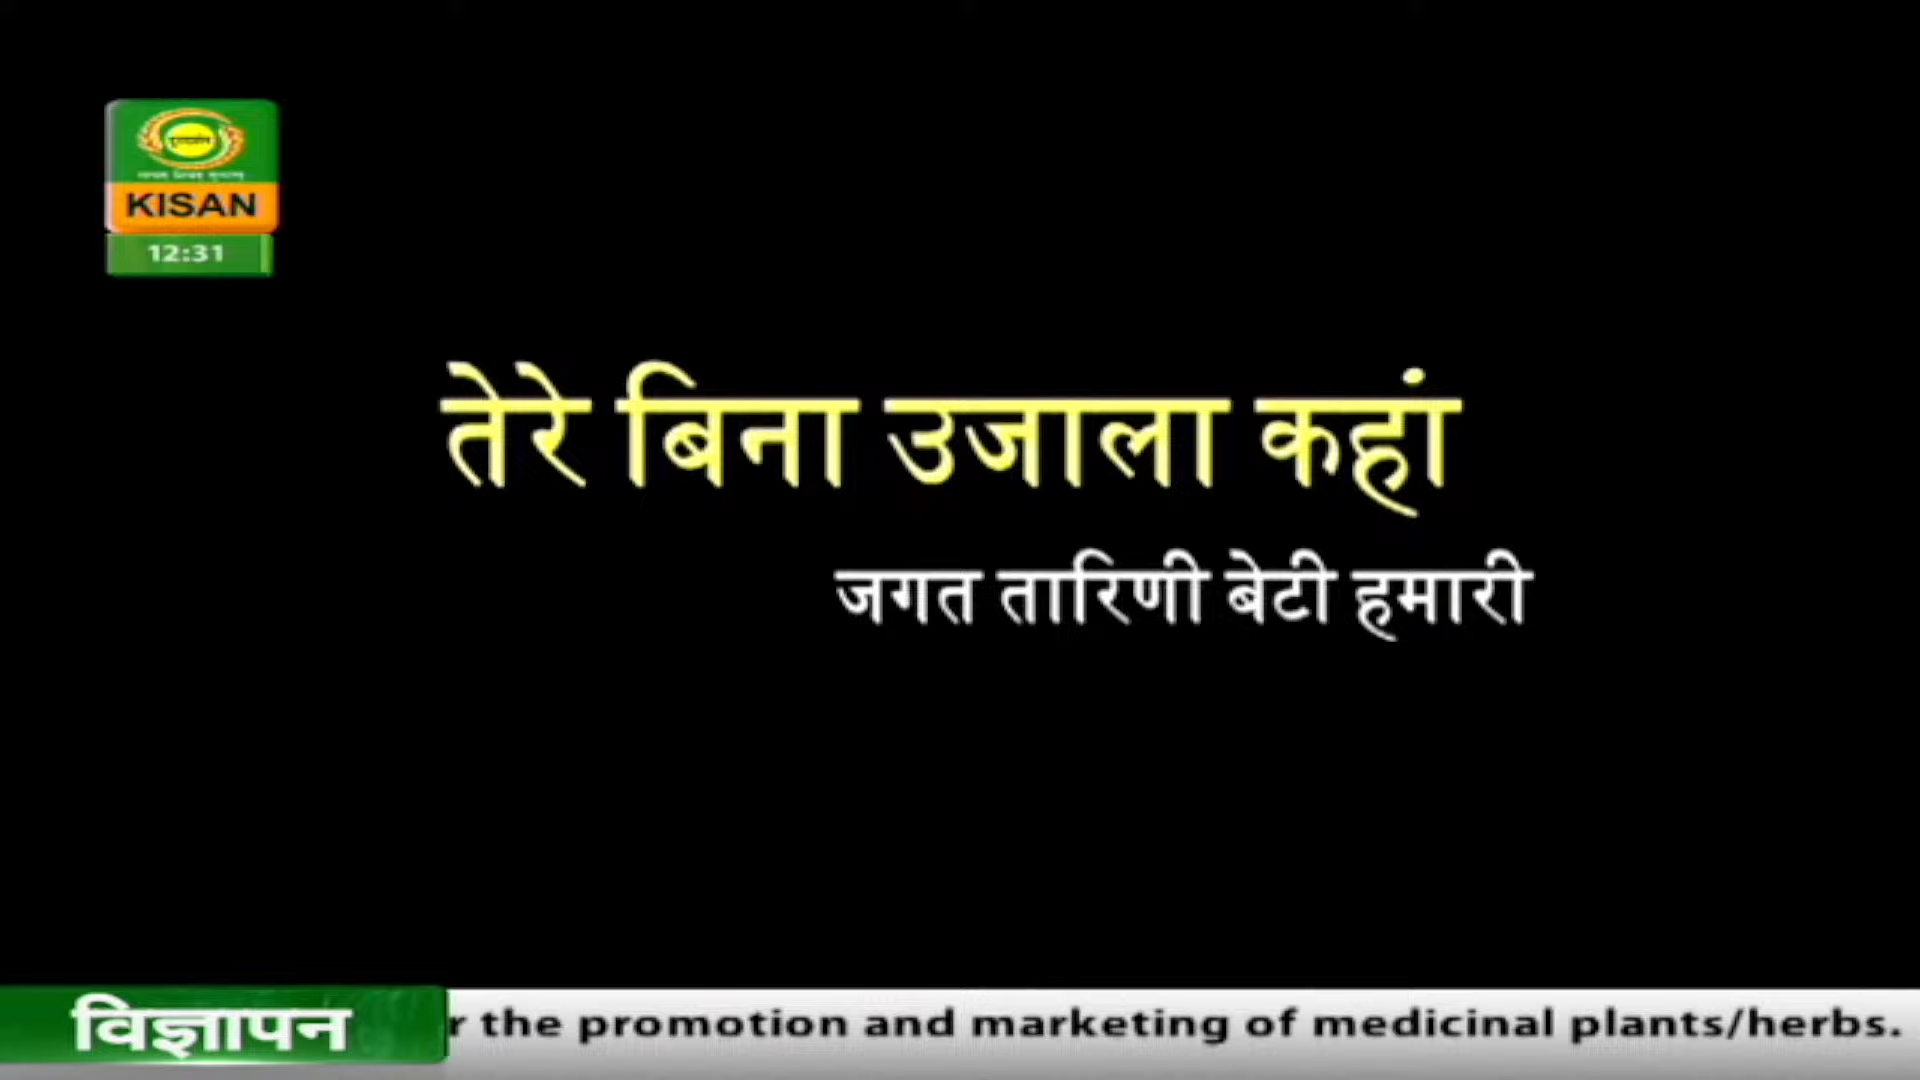 KISAN
12:31
तेरे बिना उजाला कहां
जगत तारिणी बेटी हमारी
विज्ञापन
r the promotion and marketing of medicinal plants/herbs.